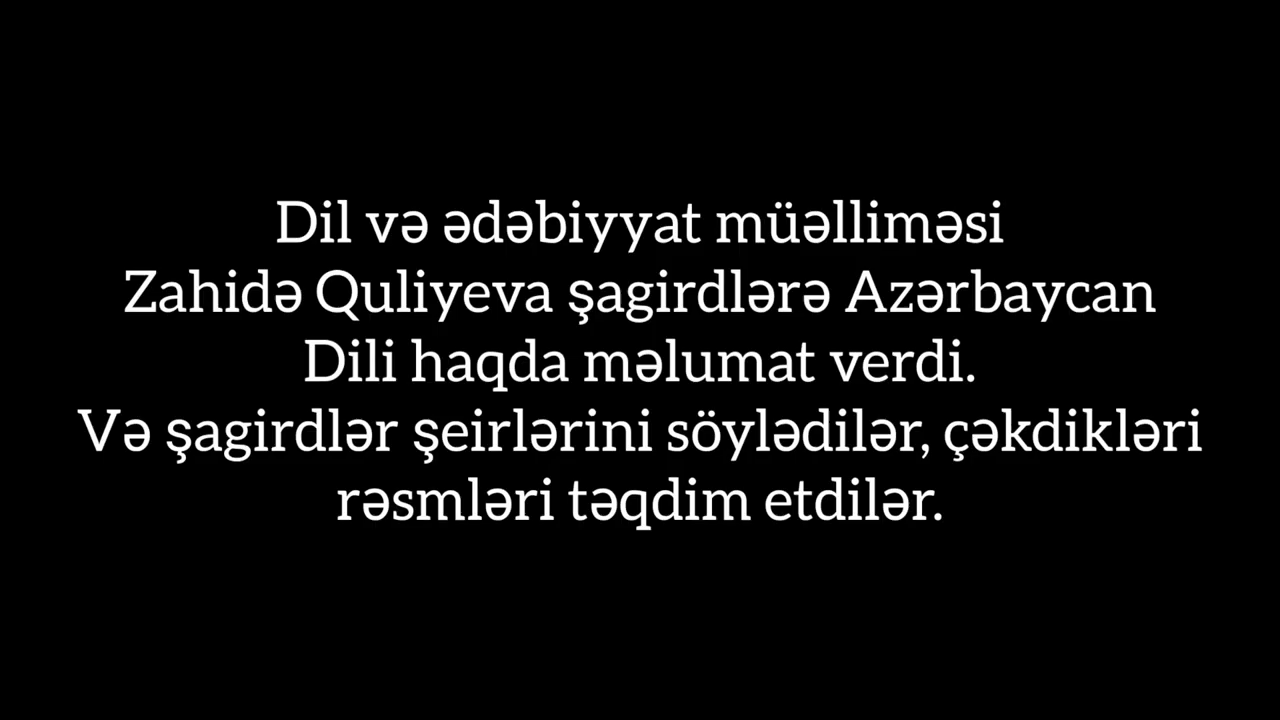 Dil və ədəbiyyat müəlliməsi
Zahidə Quliyeva şagirdlərə Azərbaycan
Dili haqda məlumat verdi.
Və şagirdlər şeirlərini söylədilər, çəkdikləri
rəsmləri təqdim etdilər.